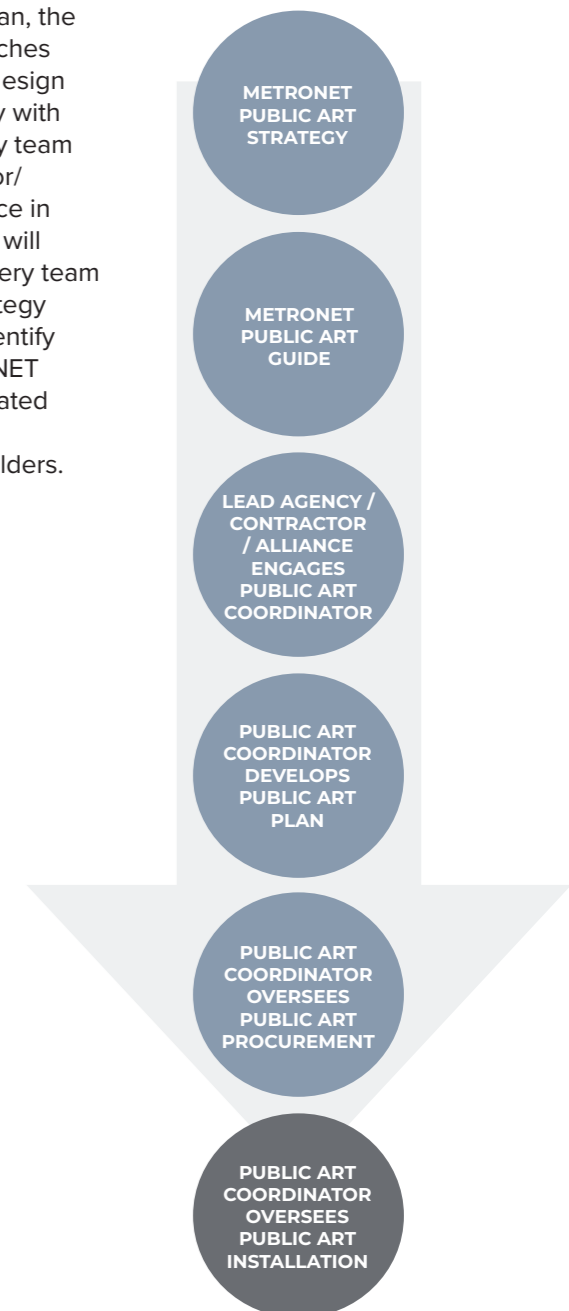 an, the
ches
esign
y with
y team
or/
ce in
will
ery team
tegy
entify
NET
ated
lders.
METRONET
PUBLIC ART
STRATEGY
METRONET
PUBLIC ART
GUIDE
LEAD AGENCY /
CONTRACTOR
/ ALLIANCE
ENGAGES
PUBLIC ART
COORDINATOR
PUBLIC ART
COORDINATOR
DEVELOPS
PUBLIC ART
PLAN
PUBLIC ART
COORDINATOR
OVERSEES
PUBLIC ART
PROCUREMENT
PUBLIC ART
COORDINATOR
OVERSEES
PUBLIC ART
INSTALLATION